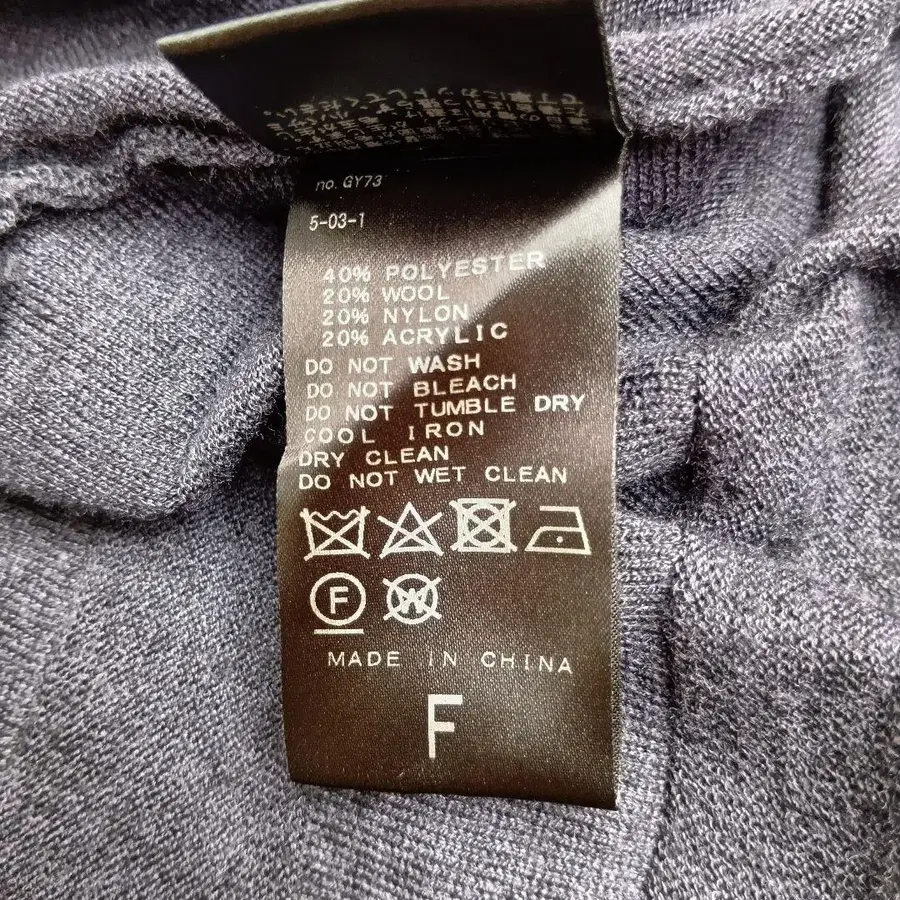 no. GY73
5-03-1
40% POLYESTER
20% WOOL
20% NYLON
20% ACRYLIC
DO NOT WASH
DO NOT BLEACH
DO NOT TUMBLE DRY
COOL IRON
DRY CLEAN
DO NOT WET CLEAN
F W
MADE IN CHINA
F